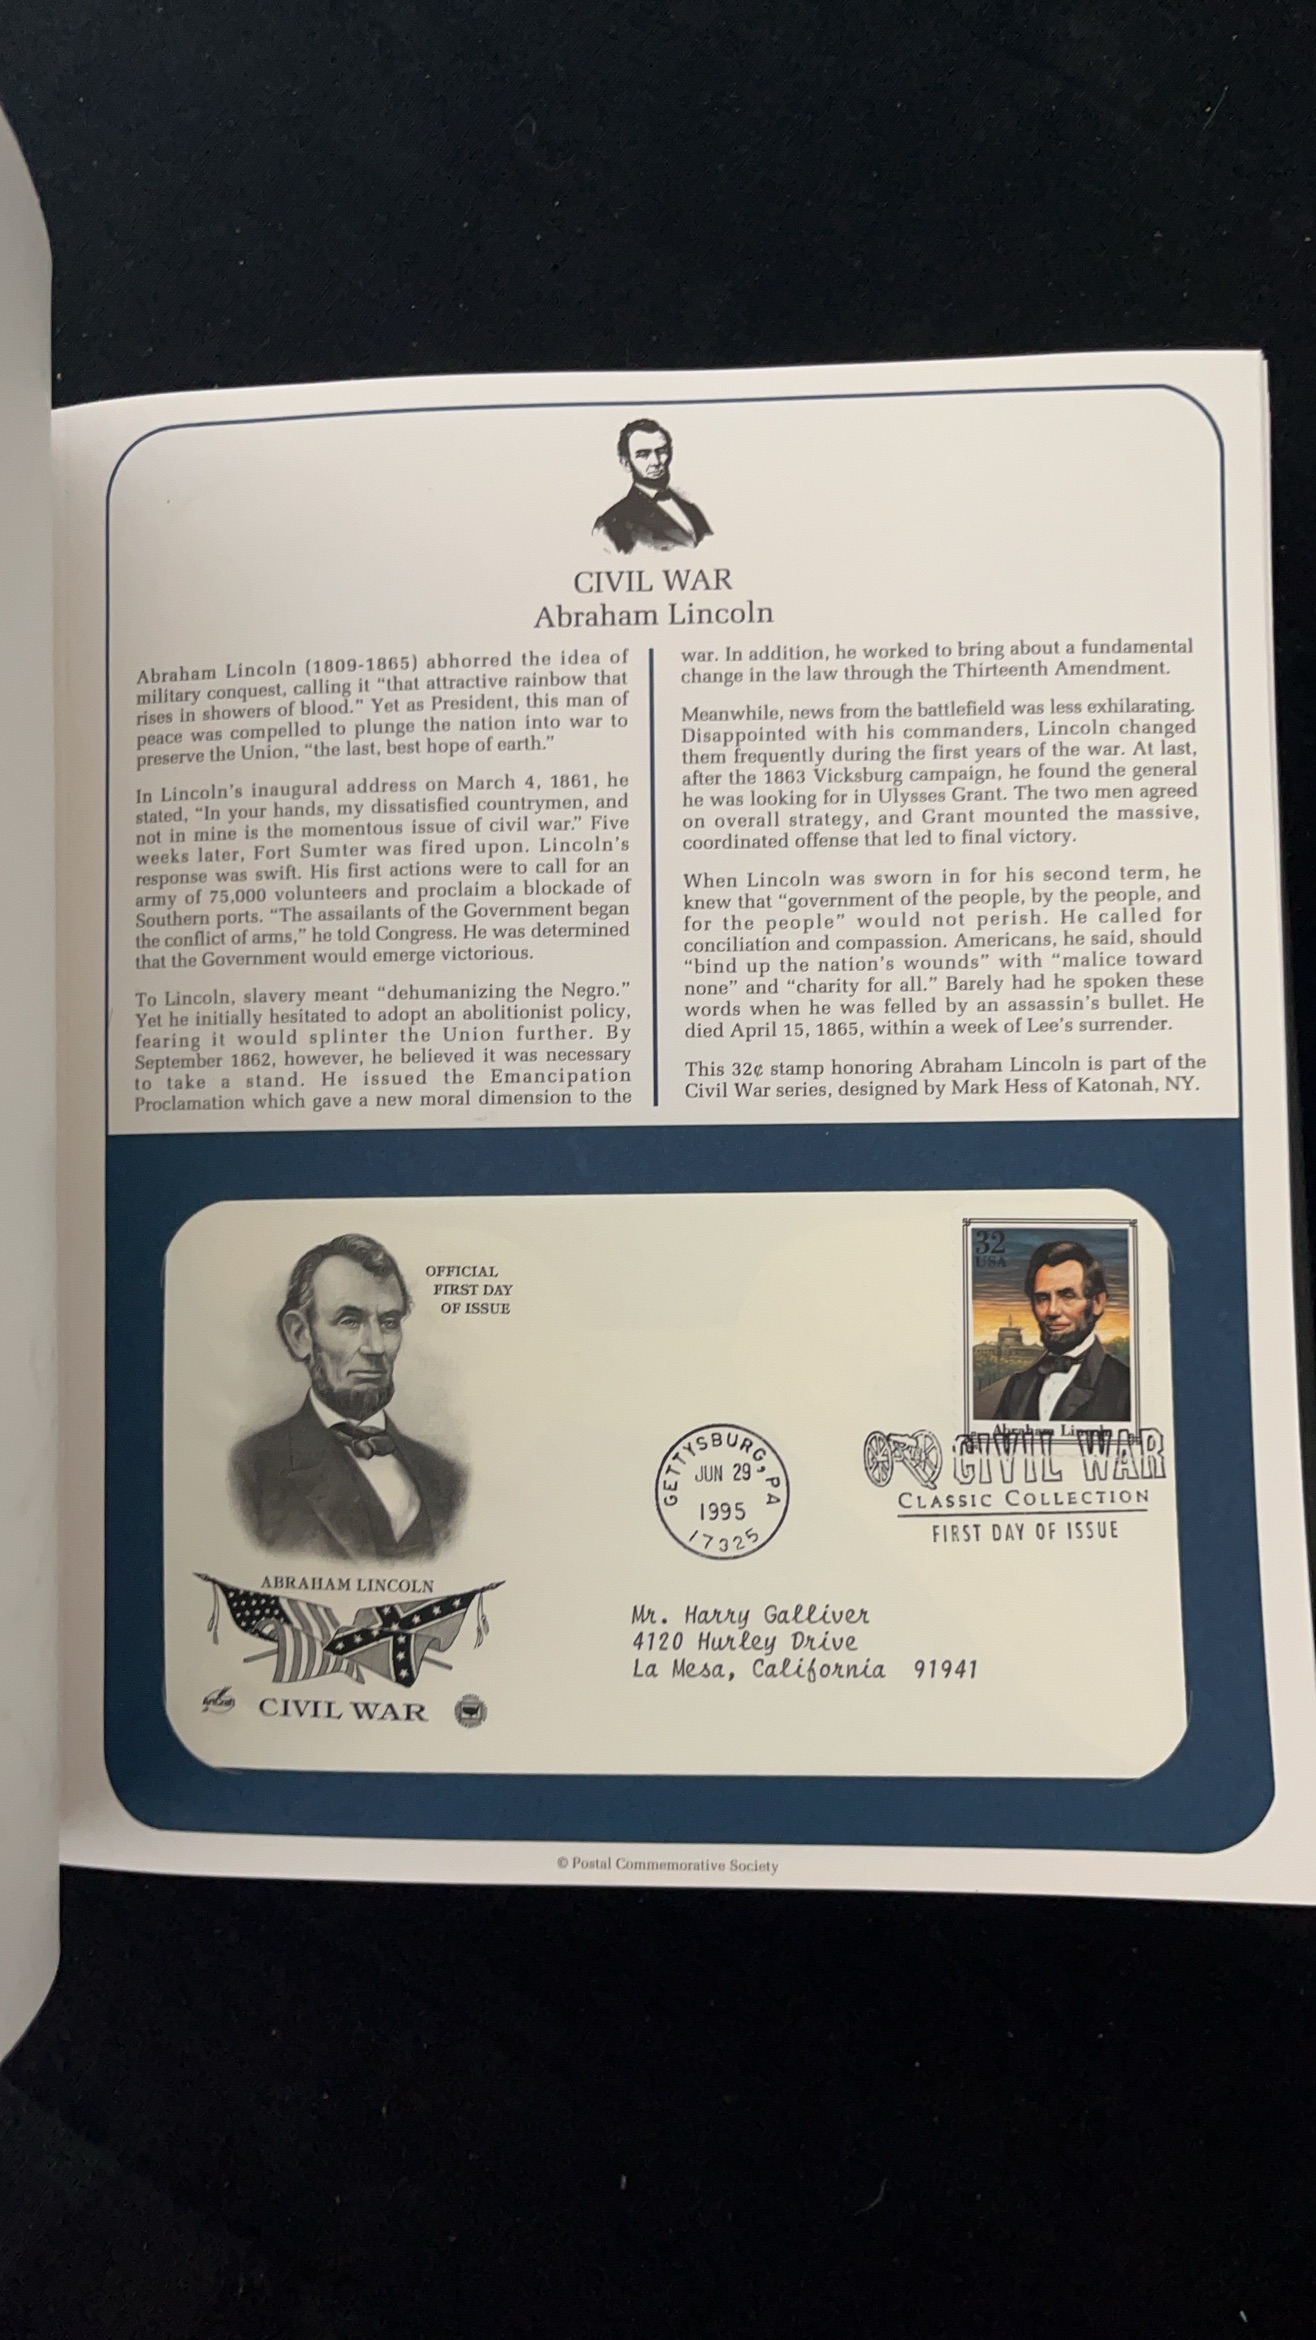 CIVIL WAR
Abraham Lincoln
Abraham Lincoln (1809-1865) abhorred the idea of
military conquest, calling it “that attractive rainbow that
rises in showers of blood.” Yet as President, this man of
peace was compelled to plunge the nation into war to
preserve the Union, “the last, best hope of earth.”
In Lincoln’s inaugural address on March 4, 1861, he
stated, “In your hands, my dissatisfied countrymen, and
not in mine is the momentous issue of civil war.” Five
weeks later, Fort Sumter was fired upon. Lincoln’s
response was swift. His first actions were to call for an
army of 75,000 volunteers and proclaim a blockade of
Southern ports. “The assailants of the Government began
the conflict of arms,” he told Congress. He was determined
that the Government would emerge victorious.
To Lincoln, slavery meant “dehumanizing the Negro.”
Yet he initially hesitated to adopt an abolitionist policy,
fearing it would splinter the Union further. By
September 1862, however, he believed it was necessary
to take a stand. He issued the Emancipation
Proclamation which gave a new moral dimension to the
war. In addition, he worked to bring about a fundamental
change in the law through the Thirteenth Amendment.
Meanwhile, news from the battlefield was less exhilarating.
Disappointed with his commanders, Lincoln changed
them frequently during the first years of the war. At last,
after the 1863 Vicksburg campaign, he found the general
he was looking for in Ulysses Grant. The two men agreed
on overall strategy, and Grant mounted the massive,
coordinated offense that led to final victory.
When Lincoln was sworn in for his second term, he
knew that “government of the people, by the people, and
for the people” would not perish. He called for
conciliation and compassion. Americans, he said, should
“bind up the nation’s wounds” with “malice toward
none” and “charity for all.” Barely had he spoken these
words when he was felled by an assassin’s bullet. He
died April 15, 1865, within a week of Lee’s surrender.
This 32¢ stamp honoring Abraham Lincoln is part of the
Civil War series, designed by Mark Hess of Katonah, NY.
OFFICIAL
FIRST DAY
OF ISSUE
32
USA
Abraham Lincoln
GETTYSBURG, PA
JUN 29
1995
17325
CIVIL WAR
CLASSIC COLLECTION
FIRST DAY OF ISSUE
ABRAHAM LINCOLN
CIVIL WAR
Mr. Harry Galliver
4120 Hurley Drive
La Mesa, California 91941
© Postal Commemorative Society